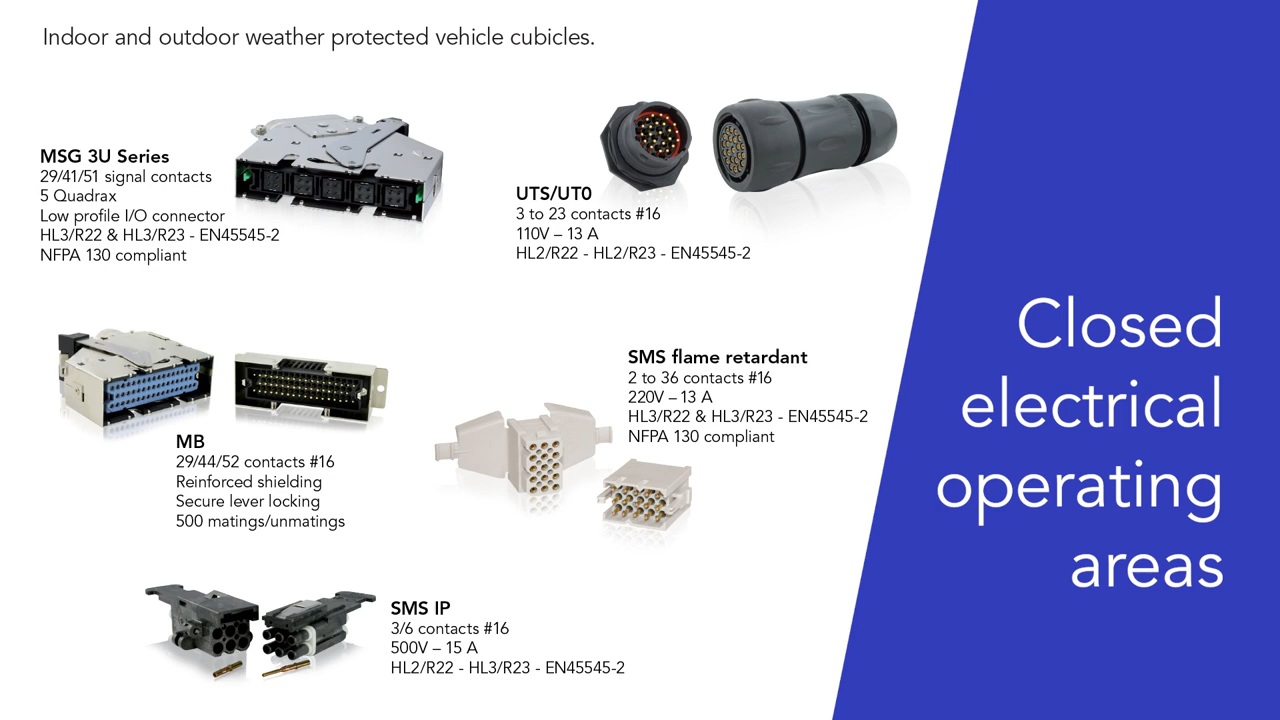 Indoor and outdoor weather protected vehicle cubicles.
MSG 3U Series
29/41/51 signal contacts
5 Quadrax
Low profile I/O connector
HL3/R22 & HL3/R23 - EN45545-2
NFPA 130 compliant
UTS/UT0
3 to 23 contacts #16
110V – 13 A
HL2/R22 - HL2/R23 - EN45545-2
MB
29/44/52 contacts #16
Reinforced shielding
Secure lever locking
500 matings/unmatings
SMS flame retardant
2 to 36 contacts #16
220V – 13 A
HL3/R22 & HL3/R23 - EN45545-2
NFPA 130 compliant
SMS IP
3/6 contacts #16
500V – 15 A
HL2/R22 - HL3/R23 - EN45545-2
Closed
electrical
operating
areas